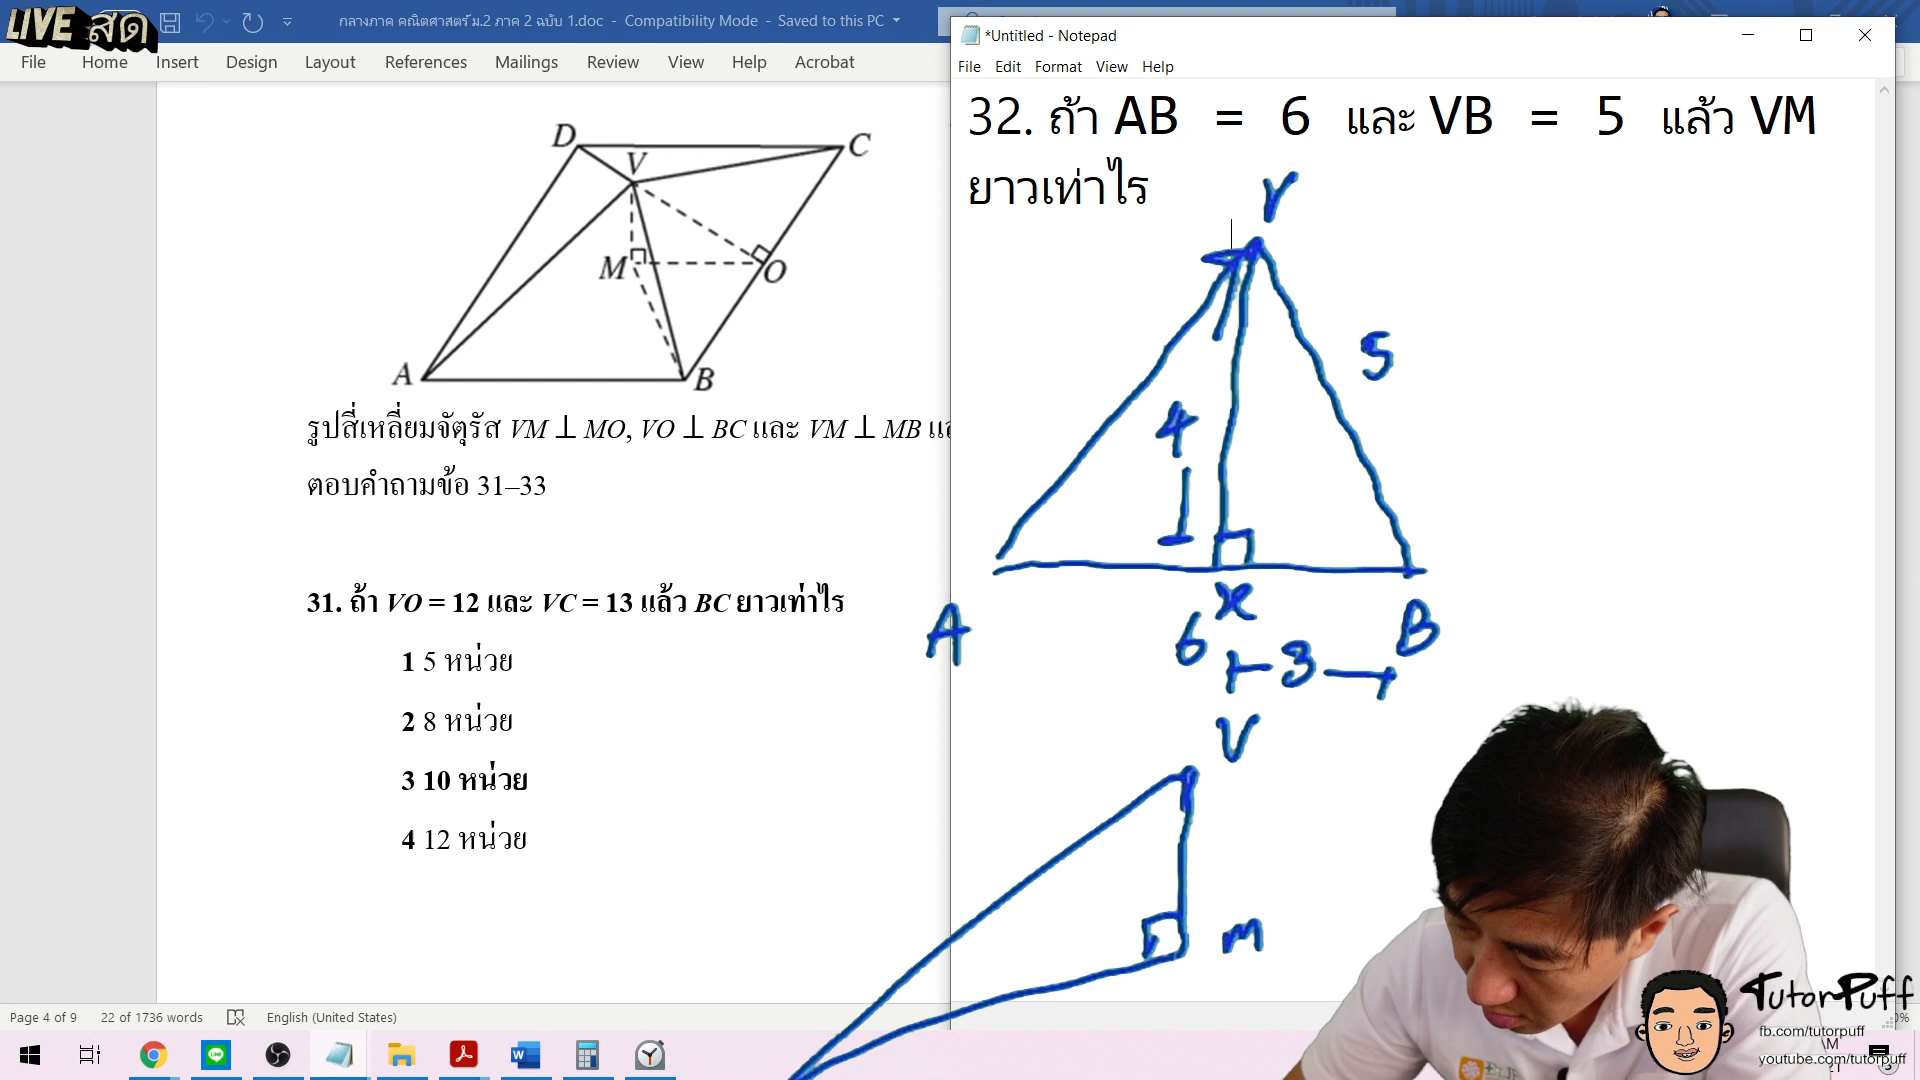 LIVE สด
กลางภาค คณิตศาสตร์ ม.2 ภาค 2 ฉบับ 1.doc - Compatibility Mode - Saved to this PC
File Home Insert Design Layout References Mailings Review View Help Acrobat
D
C
V
M
O
A
B
รูปสี่เหลี่ยมจัตุรัส VM ⊥ MO, VO ⊥ BC และ VM ⊥ MB
ตอบคำถามข้อ 31–33
31. ถ้า VO = 12 และ VC = 13 แล้ว BC ยาวเท่าไร
1 5 หน่วย
2 8 หน่วย
3 10 หน่วย
4 12 หน่วย
Page 4 of 9 22 of 1736 words English (United States)
*Untitled - Notepad
File Edit Format View Help
32. ถ้า AB = 6 และ VB = 5 แล้ว VM
ยาวเท่าไร
V
5
4
A
x
6
3
B
V
M
TutorPuff
fb.com/tutorpuff
youtube.com/tutorpuff